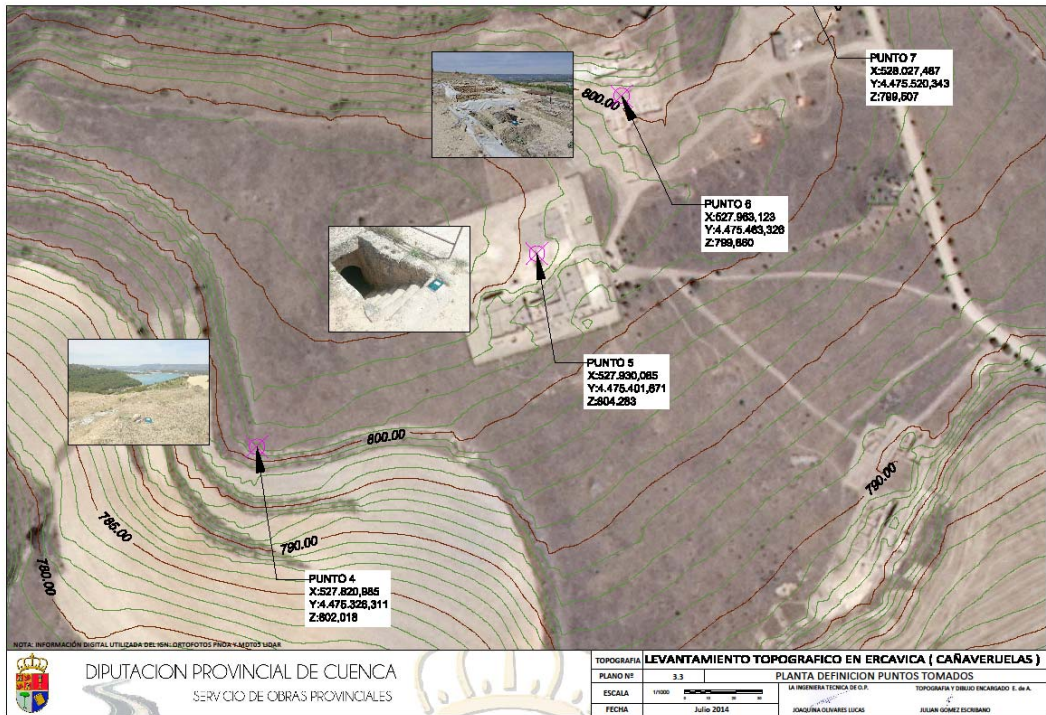 PUNTO 7
X:528.027,487
Y:4.475.520,343
Z:799,507
800.00
PUNTO 6
X:527.963,123
Y:4.475.463,326
Z:799,660
PUNTO 5
X:527.930,065
Y:4.475.401,671
Z:804.283
800.00
790.00
785.00
790.00
780.00
PUNTO 4
X:527.820,985
Y:4.475.326,311
Z:802,018
NOTA: INFORMACIÓN DIGITAL UTILIZADA DEL IGN: ORTOFOTOS PNOA Y MDT05 LIDAR
DIPUTACION PROVINCIAL DE CUENCA
SERVICIO DE OBRAS PROVINCIALES
TOPOGRAFIA LEVANTAMIENTO TOPOGRAFICO EN ERCAVICA ( CAÑAVERUELAS )
PLANO Nº 3.3 PLANTA DEFINICION PUNTOS TOMADOS
ESCALA 1/1000
LA INGENIERA TECNICA DE O.P.
TOPOGRAFIA Y DIBUJO ENCARGADO E. de A.
FECHA Julio 2014
JOAQUINA OLIVARES LUCAS
JULIAN GOMEZ ESCRIBANO